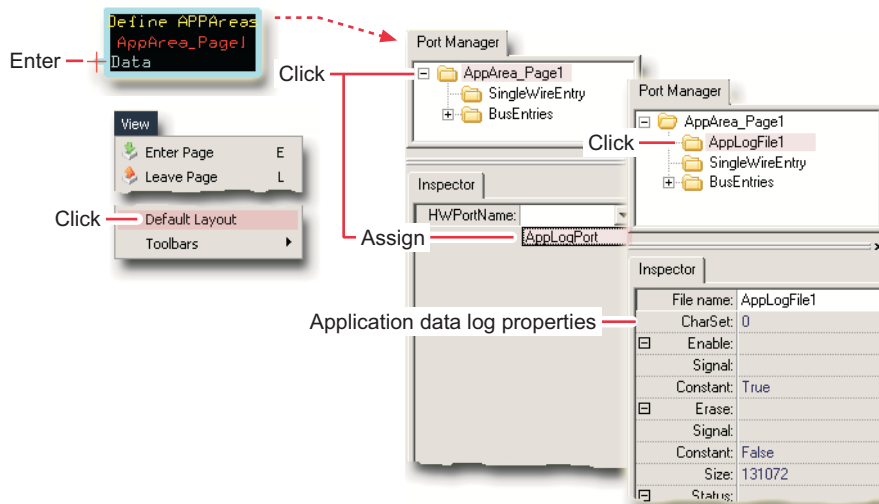 Define APPAreas
AppArea_Page1
Data
Enter
View
Enter Page E
Leave Page L
Click
Default Layout
Toolbars
Port Manager
Click
AppArea_Page1
SingleWireEntry
BusEntries
Inspector
HWPortName:
Assign
AppLogPort
Port Manager
AppArea_Page1
Click
AppLogFile1
SingleWireEntry
BusEntries
Inspector
Application data log properties
File name: AppLogFile1
CharSet: 0
Enable:
Signal:
Constant: True
Erase:
Signal:
Constant: False
Size: 131072
Status: